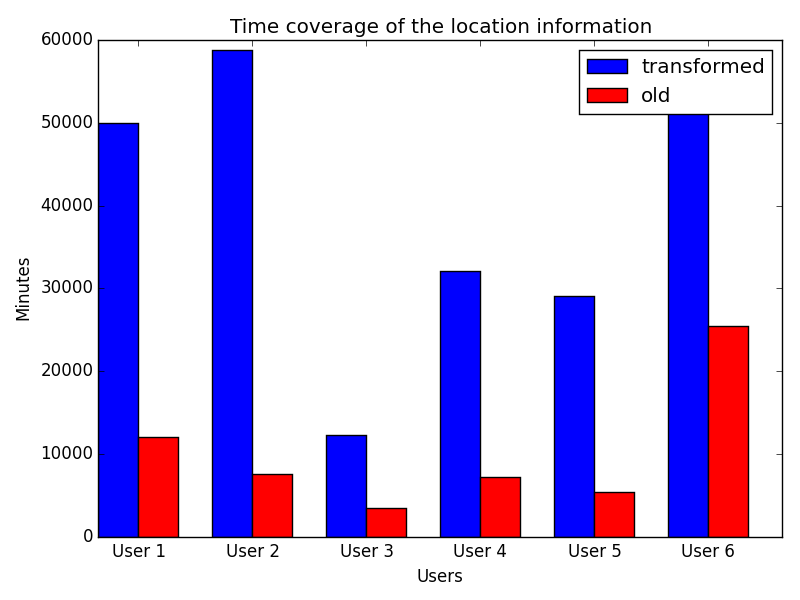 Time coverage of the location information
60000
50000
40000
30000
20000
10000
0
Minutes
transformed
old
User 1 User 2 User 3 User 4 User 5 User 6
Users